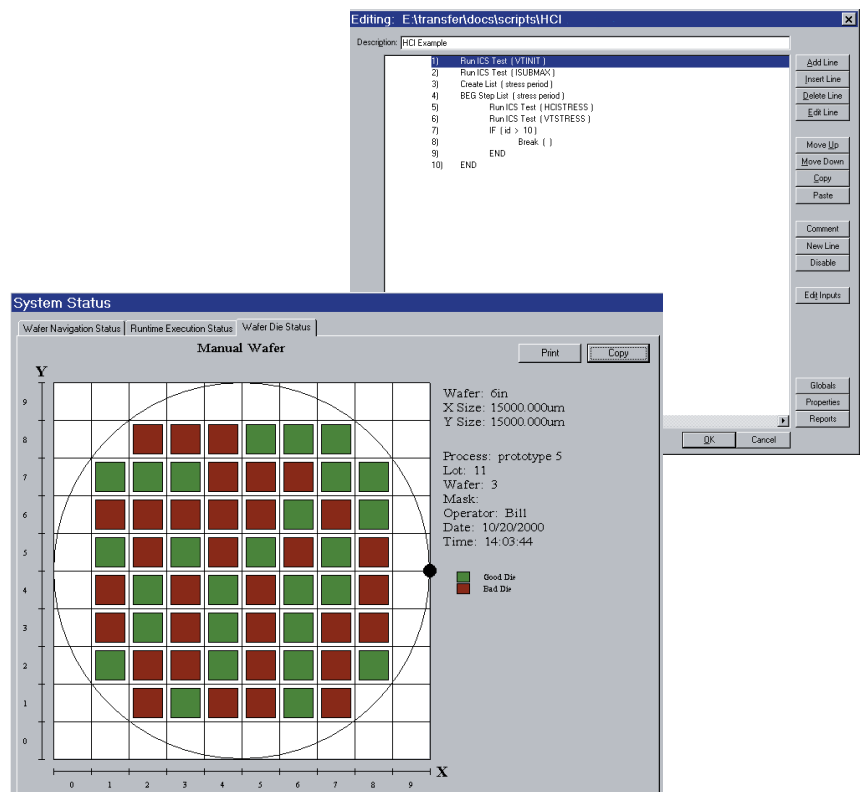 Editing: E:\transfer\docs\scripts\HCI
Description: HCI Example
1) Run ICS Test ( VTINIT )
2) Run ICS Test ( ISUBMAX )
3) Create List ( stress period )
4) BEG Step List ( stress period )
5) Run ICS Test ( HCISTRESS )
6) Run ICS Test ( VTSTRESS )
7) IF ( id > 10 )
8) Break ( )
9) END
10) END
Add Line
Insert Line
Delete Line
Edit Line
Move Up
Move Down
Copy
Paste
Comment
New Line
Disable
Edit Inputs
Globals
Properties
Reports
OK Cancel
System Status
Wafer Navigation Status Runtime Execution Status Wafer Die Status
Manual Wafer
Print Copy
Y
9
8
7
6
5
4
3
2
1
0
X
0 1 2 3 4 5 6 7 8 9
Wafer: 6in
X Size: 15000.000um
Y Size: 15000.000um
Process: prototype 5
Lot: 11
Wafer: 3
Mask:
Operator: Bill
Date: 10/20/2000
Time: 14:03:44
Good Die
Bad Die